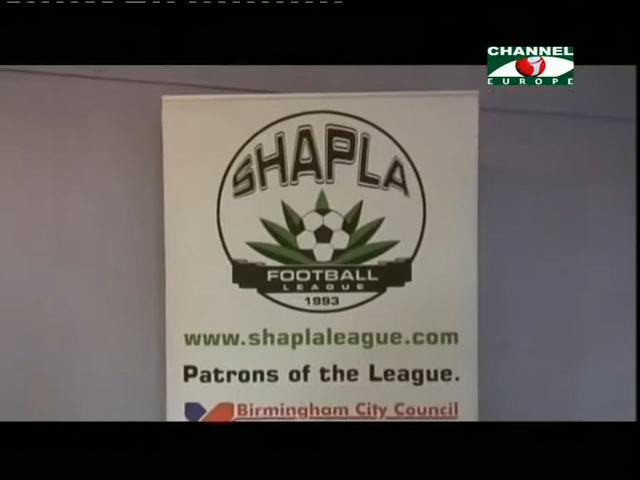 CHANNEL
i
EUROPE
SHAPLA
FOOTBALL
LEAGUE
1993
www.shaplaleague.com
Patrons of the League.
Birmingham City Council